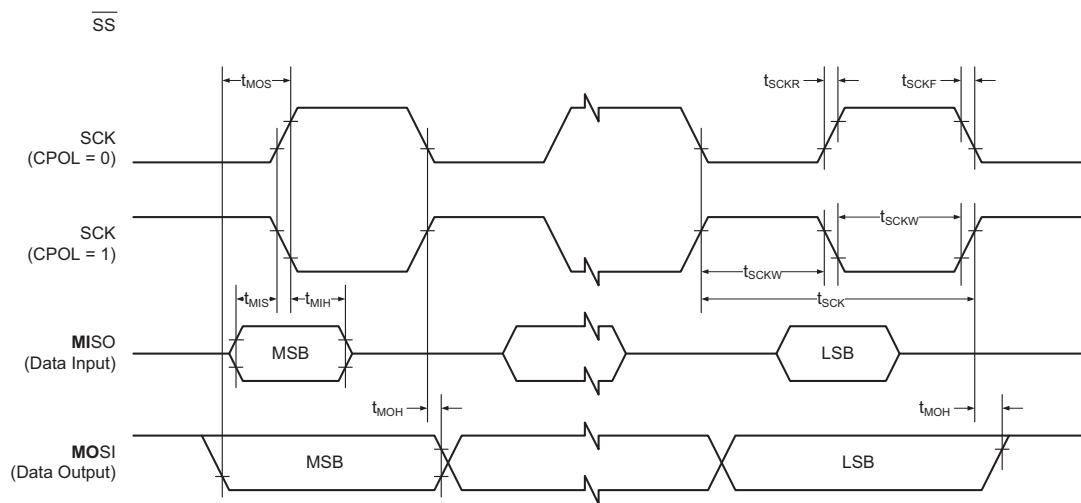 SS
tMOS
tSCKR
tSCKF
SCK
(CPOL = 0)
SCK
(CPOL = 1)
tSCKW
tSCKW
tMIS
tMIH
tSCK
MISO
(Data Input)
MSB
LSB
tMOH
tMOH
MOSI
(Data Output)
MSB
LSB